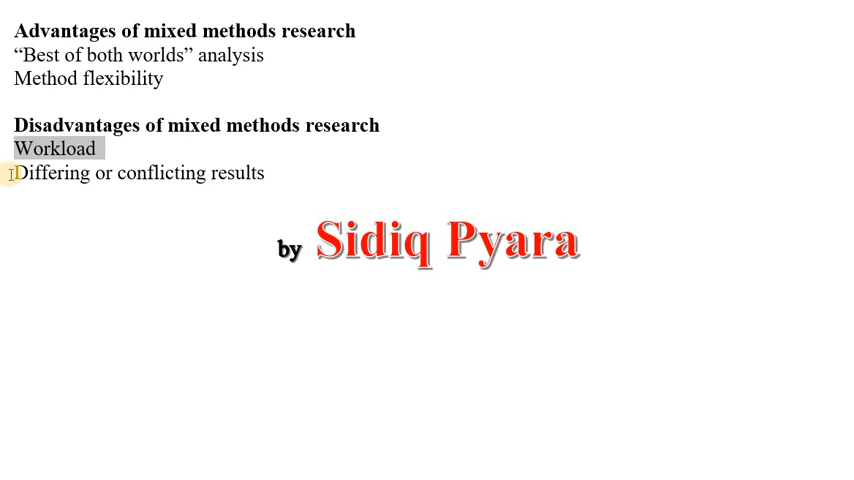 Advantages of mixed methods research
“Best of both worlds” analysis
Method flexibility
Disadvantages of mixed methods research
Workload
Differing or conflicting results
by Sidiq Pyara